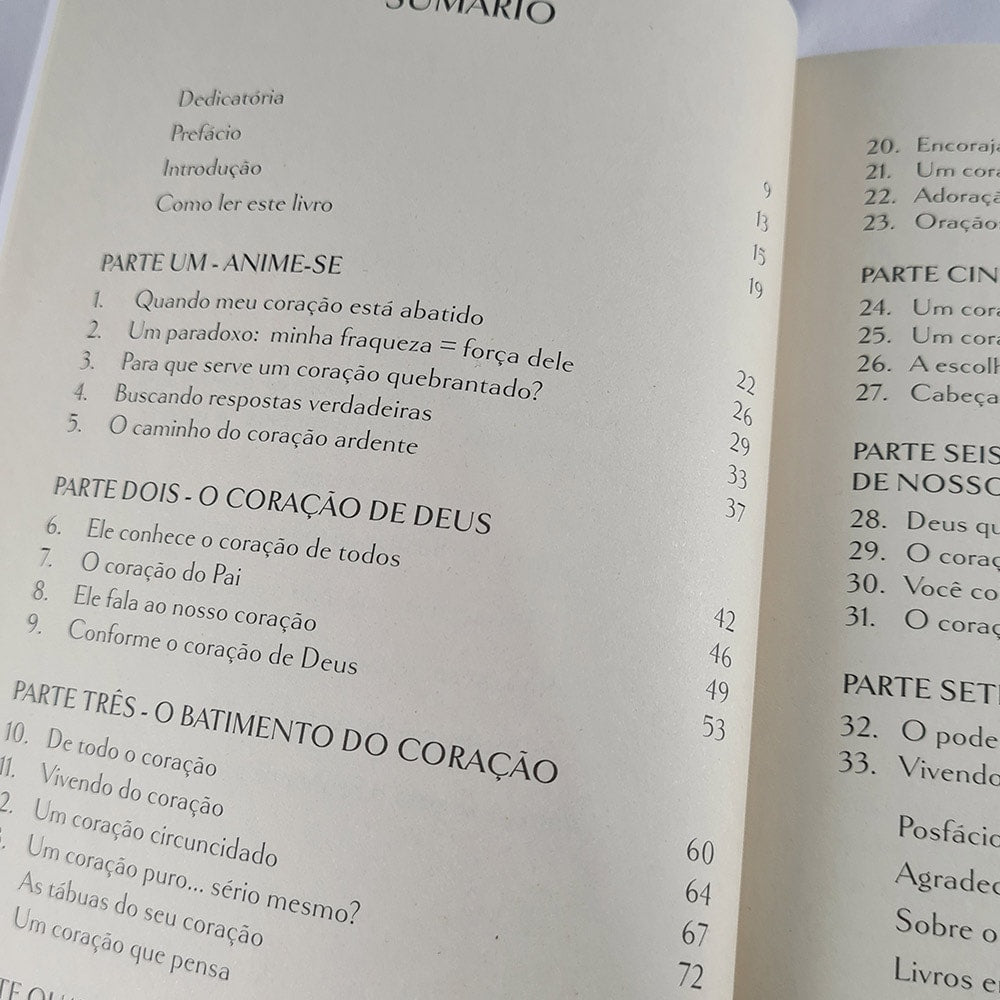 SUMÁRIO
Dedicatória 9
Prefácio 13
Introdução 15
Como ler este livro 19
PARTE UM - ANIME-SE
1. Quando meu coração está abatido 22
2. Um paradoxo: minha fraqueza = força dele 26
3. Para que serve um coração quebrantado? 29
4. Buscando respostas verdadeiras 33
5. O caminho do coração ardente 37
PARTE DOIS - O CORAÇÃO DE DEUS
6. Ele conhece o coração de todos 42
7. O coração do Pai 46
8. Ele fala ao nosso coração 49
9. Conforme o coração de Deus 53
PARTE TRÊS - O BATIMENTO DO CORAÇÃO
10. De todo o coração 60
11. Vivendo do coração 64
2. Um coração circuncidado 67
Um coração puro... sério mesmo? 72
As tábuas do seu coração
Um coração que pensa
20. Encoraja
21. Um cora
22. Adoraçã
23. Oração
PARTE CIN
24. Um cora
25. Um cora
26. A escolh
27. Cabeça
PARTE SEIS
DE NOSSO
28. Deus qu
29. O coraç
30. Você co
31. O coraç
PARTE SETE
32. O pode
33. Vivendo
Posfácio
Agradec
Sobre o
Livros e